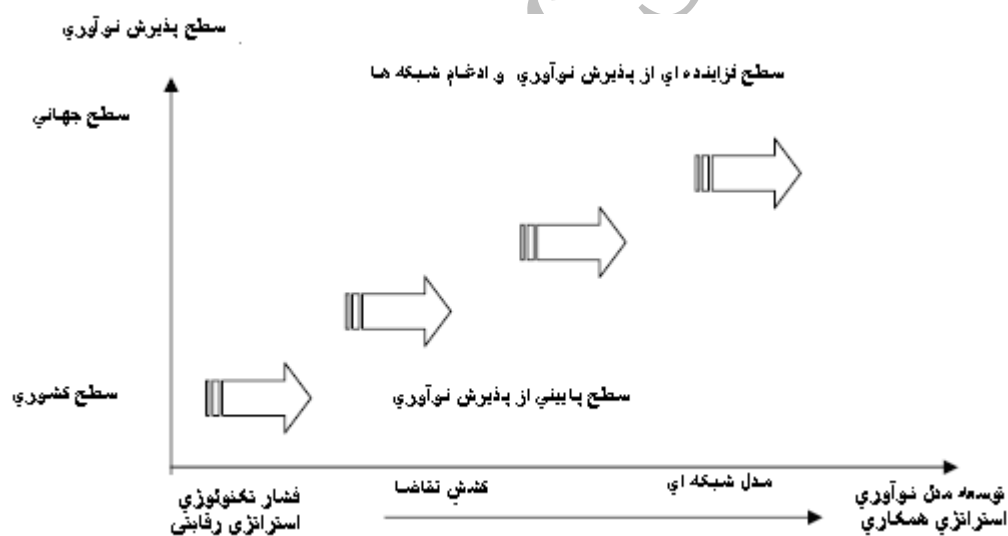 سطح پذيرش نوآوري
سطح فزاينده اي از پذيرش نوآوري و ادغام شبكه ها
سطح جهاني
سطح كشوري
سطح پاييني از پذيرش نوآوري
فشار تكنولوژي
استراتژي رقابتي
كشش تقاضا
مدل شبكه اي
توسعه مدل نوآوري
استراتژي همكاري